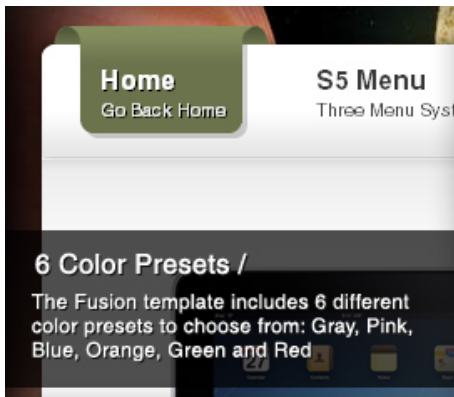 Home
Go Back Home
S5 Menu
Three Menu Syst
6 Color Presets /
The Fusion template includes 6 different
color presets to choose from: Gray, Pink,
Blue, Orange, Green and Red
27